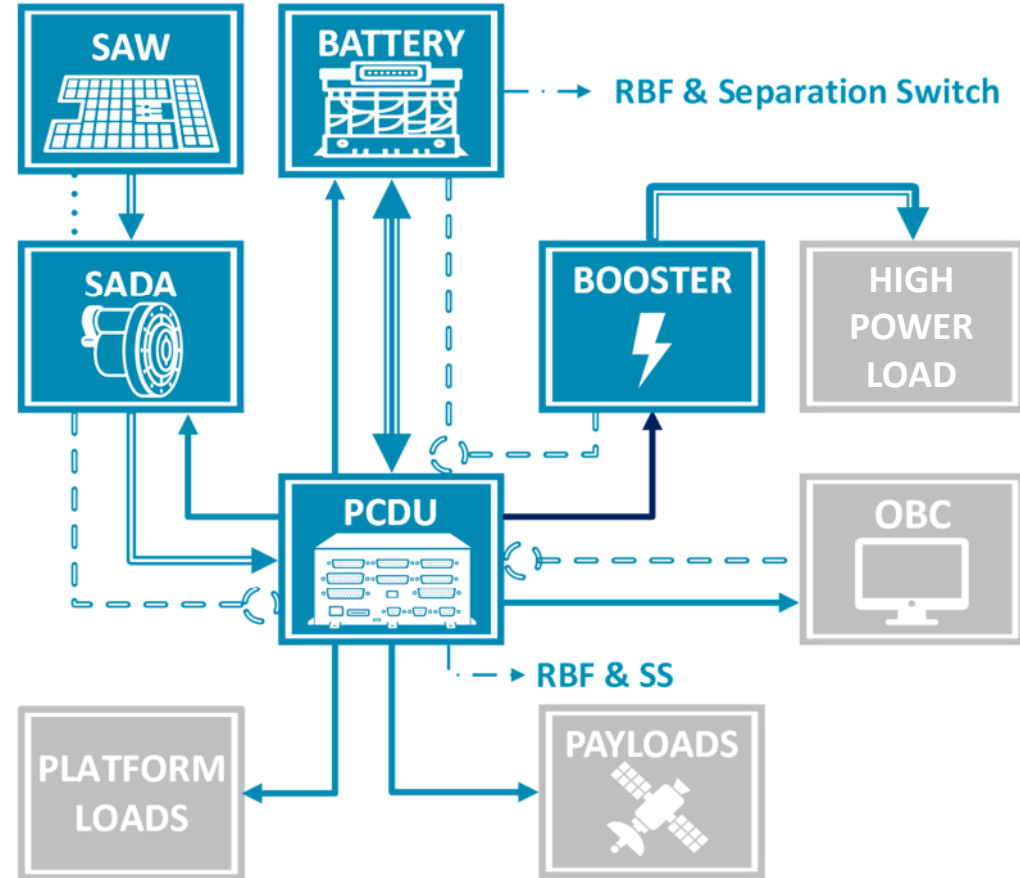 SAW
BATTERY
RBF & Separation Switch
SADA
BOOSTER
HIGH
POWER
LOAD
PCDU
OBC
RBF & SS
PLATFORM
LOADS
PAYLOADS